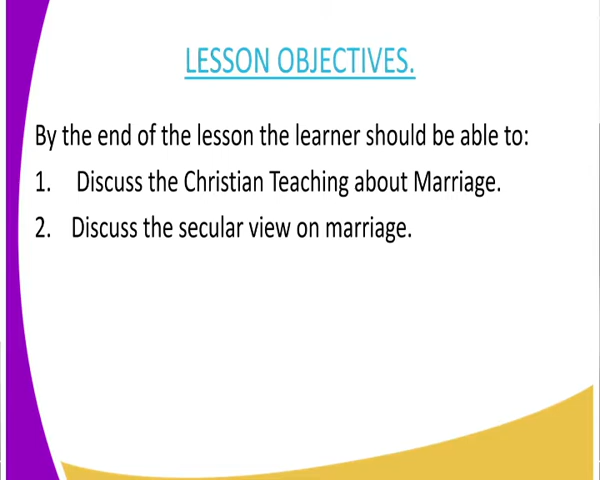 LESSON OBJECTIVES.
By the end of the lesson the learner should be able to:
1. Discuss the Christian Teaching about Marriage.
2. Discuss the secular view on marriage.